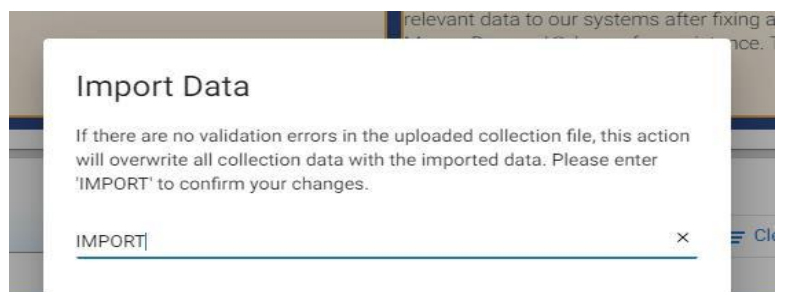 relevant data to our systems after fixing a
Import Data
If there are no validation errors in the uploaded collection file, this action
will overwrite all collection data with the imported data. Please enter
'IMPORT' to confirm your changes.
IMPORT